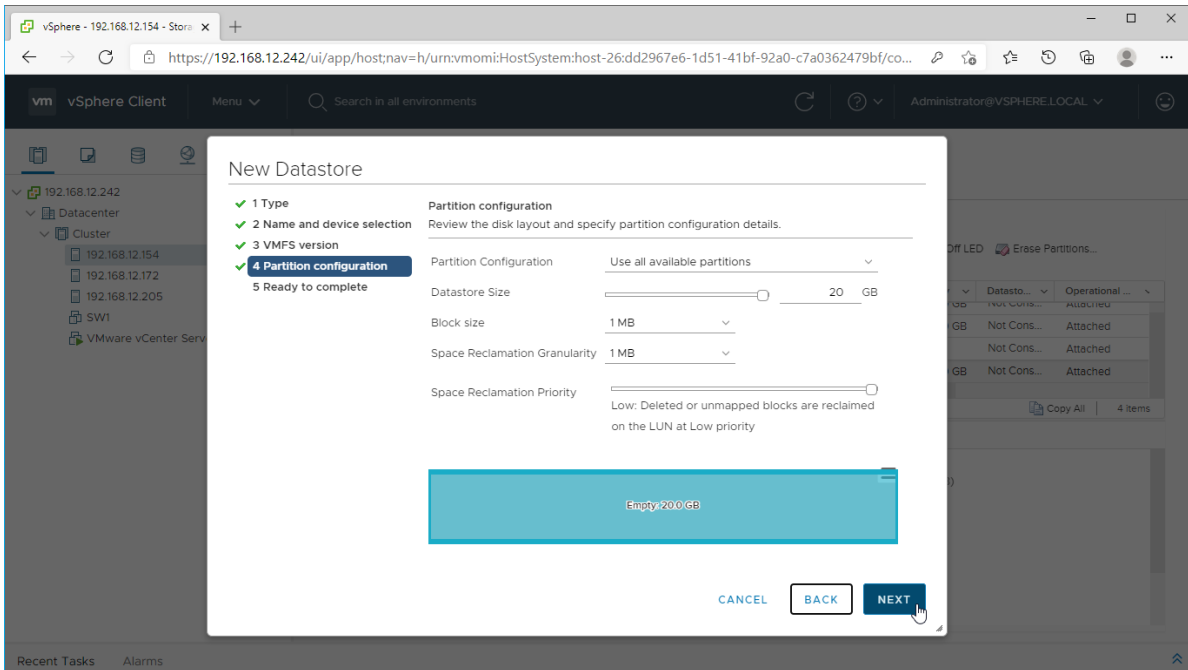 vSphere - 192.168.12.154 - Stora
https://192.168.12.242/ui/app/host;nav=h/urn:vmomi:HostSystem:host-26:dd2967e6-1d51-41bf-92a0-c7a0362479bf/co...
vm vSphere Client Menu Search in all environments Administrator@VSPHERE.LOCAL
192.168.12.242
Datacenter
Cluster
192.168.12.154
192.168.12.172
192.168.12.205
SW1
VMware vCenter Serv
New Datastore
1 Type
2 Name and device selection
3 VMFS version
4 Partition configuration
5 Ready to complete
Partition configuration
Review the disk layout and specify partition configuration details.
Partition Configuration Use all available partitions
Datastore Size 20 GB
Block size 1 MB
Space Reclamation Granularity 1 MB
Space Reclamation Priority
Low: Deleted or unmapped blocks are reclaimed
on the LUN at Low priority
Empty: 20.0 GB
CANCEL BACK NEXT
Off LED Erase Partitions...
Datasto... Operational ...
GB Not Cons... Attached
GB Not Cons... Attached
Not Cons... Attached
GB Not Cons... Attached
Copy All 4 Items
Recent Tasks Alarms